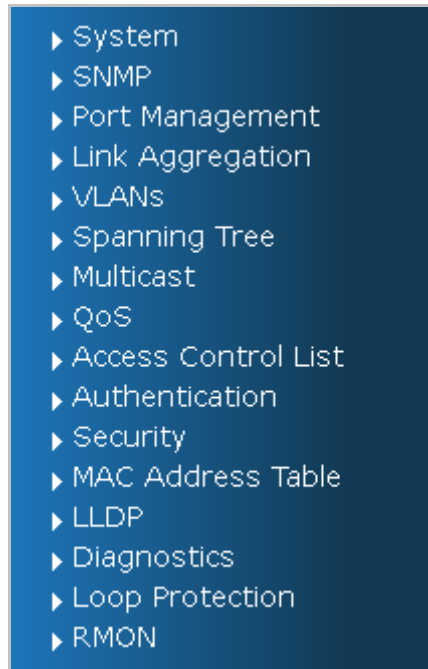 System
SNMP
Port Management
Link Aggregation
VLANs
Spanning Tree
Multicast
QoS
Access Control List
Authentication
Security
MAC Address Table
LLDP
Diagnostics
Loop Protection
RMON